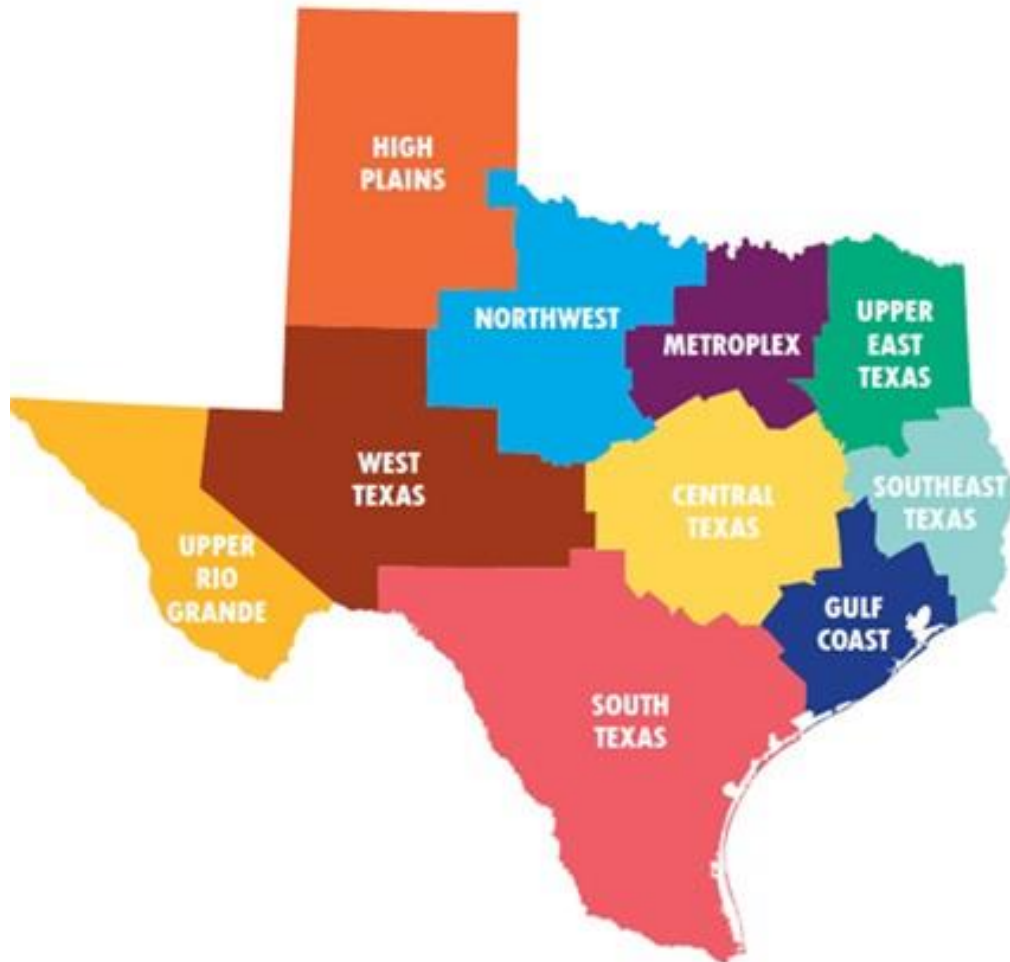 HIGH
PLAINS
NORTHWEST
METROPLEX
UPPER
EAST
TEXAS
WEST
TEXAS
CENTRAL
TEXAS
SOUTHEAST
TEXAS
UPPER
RIO
GRANDE
GULF
COAST
SOUTH
TEXAS